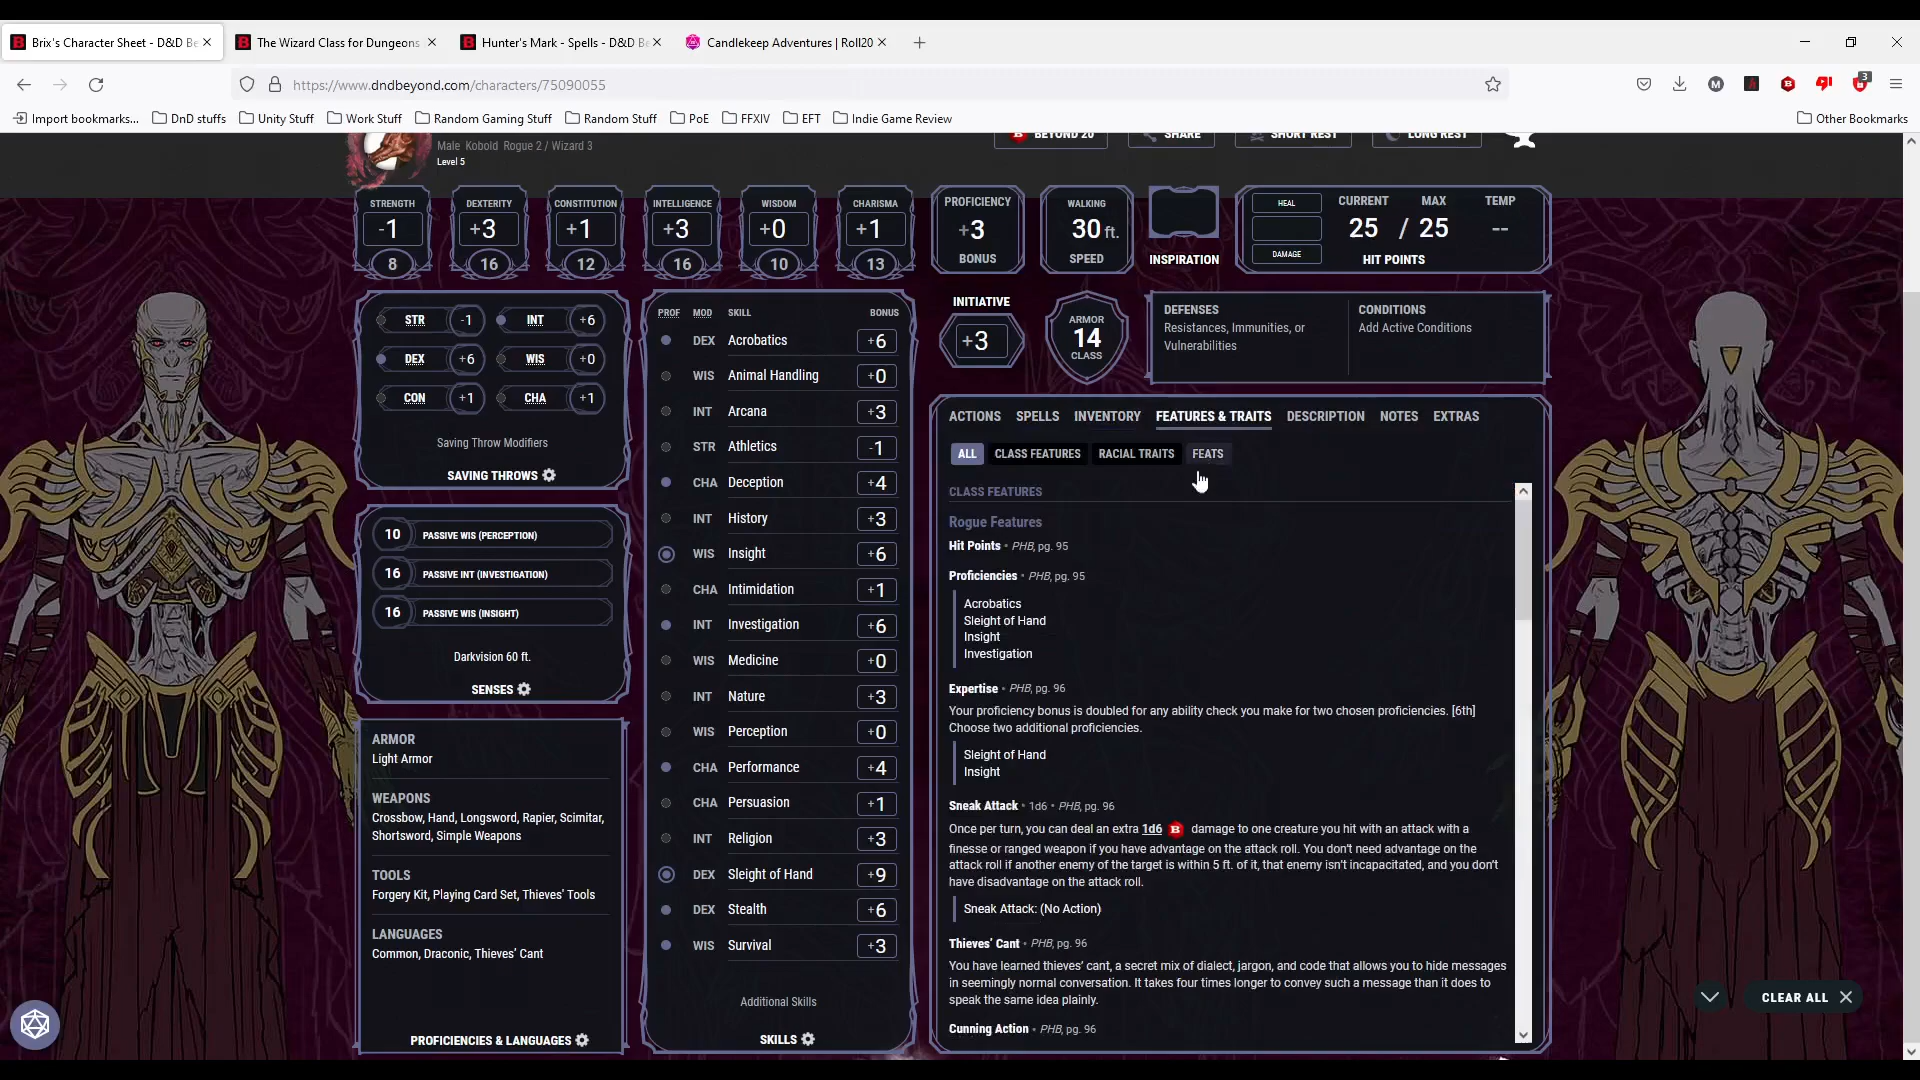 Brix's Character Sheet - D&D Be
The Wizard Class for Dungeons
Hunter's Mark - Spells - D&D Be
Candlekeep Adventures | Roll20
https://www.dndbeyond.com/characters/75090055
M
3
Import bookmarks...
DnD stuffs
Unity Stuff
Work Stuff
Random Gaming Stuff
Random Stuff
PoE
FFXIV
EFT
Indie Game Review
Other Bookmarks
Male Kobold Rogue 2 / Wizard 3
Level 5
BEYOND 20
SHARE
SHORT REST
LONG REST
STRENGTH
-1
8
DEXTERITY
+3
16
CONSTITUTION
+1
12
INTELLIGENCE
+3
16
WISDOM
+0
10
CHARISMA
+1
13
PROFICIENCY
+3
BONUS
WALKING
30 ft.
SPEED
INSPIRATION
HEAL
DAMAGE
CURRENT
MAX
TEMP
25 / 25 --
HIT POINTS
STR -1
INT +6
DEX +6
WIS +0
CON +1
CHA +1
Saving Throw Modifiers
SAVING THROWS
10 PASSIVE WIS (PERCEPTION)
16 PASSIVE INT (INVESTIGATION)
16 PASSIVE WIS (INSIGHT)
Darkvision 60 ft.
SENSES
ARMOR
Light Armor
WEAPONS
Crossbow, Hand, Longsword, Rapier, Scimitar,
Shortsword, Simple Weapons
TOOLS
Forgery Kit, Playing Card Set, Thieves' Tools
LANGUAGES
Common, Draconic, Thieves' Cant
PROFICIENCIES & LANGUAGES
PROF MOD SKILL BONUS
DEX Acrobatics +6
WIS Animal Handling +0
INT Arcana +3
STR Athletics -1
CHA Deception +4
INT History +3
WIS Insight +6
CHA Intimidation +1
INT Investigation +6
WIS Medicine +0
INT Nature +3
WIS Perception +0
CHA Performance +4
CHA Persuasion +1
INT Religion +3
DEX Sleight of Hand +9
DEX Stealth +6
WIS Survival +3
Additional Skills
SKILLS
INITIATIVE
+3
ARMOR
14
CLASS
DEFENSES
Resistances, Immunities, or
Vulnerabilities
CONDITIONS
Add Active Conditions
ACTIONS SPELLS INVENTORY FEATURES & TRAITS DESCRIPTION NOTES EXTRAS
ALL CLASS FEATURES RACIAL TRAITS FEATS
CLASS FEATURES
Rogue Features
Hit Points • PHB, pg. 95
Proficiencies • PHB, pg. 95
Acrobatics
Sleight of Hand
Insight
Investigation
Expertise • PHB, pg. 96
Your proficiency bonus is doubled for any ability check you make for two chosen proficiencies. [6th]
Choose two additional proficiencies.
Sleight of Hand
Insight
Sneak Attack • 1d6 • PHB, pg. 96
Once per turn, you can deal an extra 1d6 B damage to one creature you hit with an attack with a
finesse or ranged weapon if you have advantage on the attack roll. You don't need advantage on the
attack roll if another enemy of the target is within 5 ft. of it, that enemy isn't incapacitated, and you don't
have disadvantage on the attack roll.
Sneak Attack: (No Action)
Thieves' Cant • PHB, pg. 96
You have learned thieves' cant, a secret mix of dialect, jargon, and code that allows you to hide messages
in seemingly normal conversation. It takes four times longer to convey such a message than it does to
speak the same idea plainly.
Cunning Action • PHB, pg. 96
CLEAR ALL